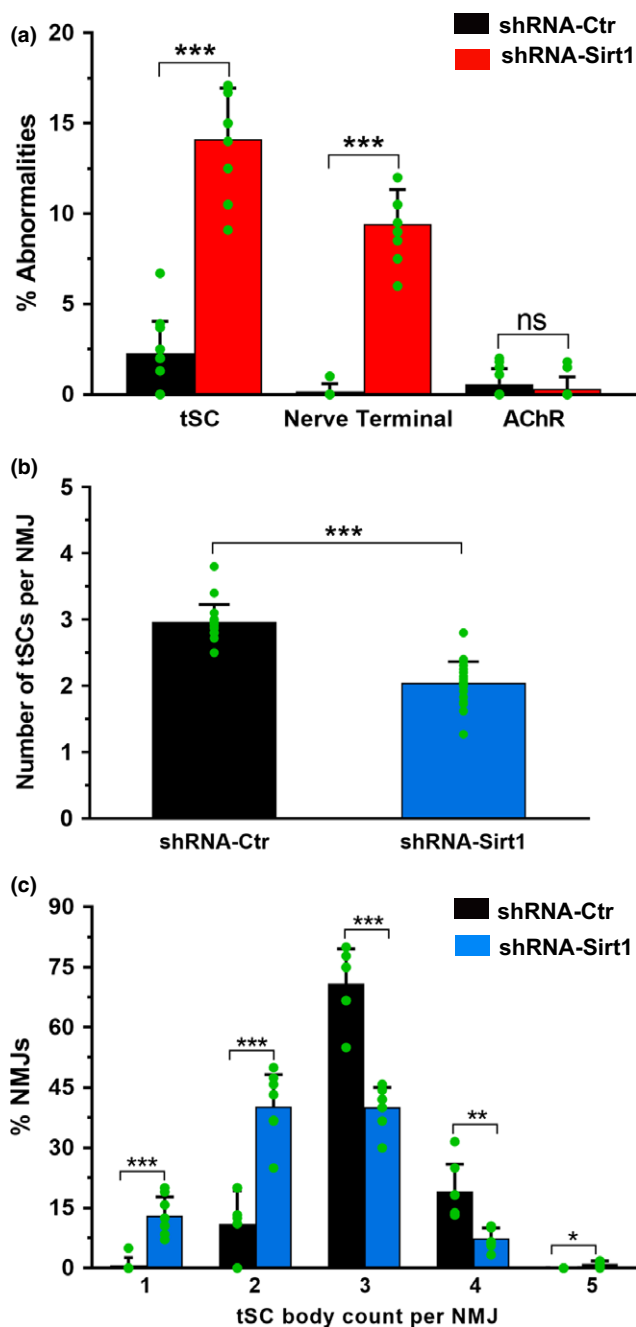 (a)
shRNA-Ctr
shRNA-Sirt1
% Abnormalities
20
15
10
5
0
***
***
ns
tSC Nerve Terminal AChR
(b)
Number of tSCs per NMJ
5
4
3
2
1
0
***
shRNA-Ctr shRNA-Sirt1
(c)
shRNA-Ctr
shRNA-Sirt1
% NMJs
90
75
60
45
30
15
0
***
***
***
**
*
1 2 3 4 5
tSC body count per NMJ